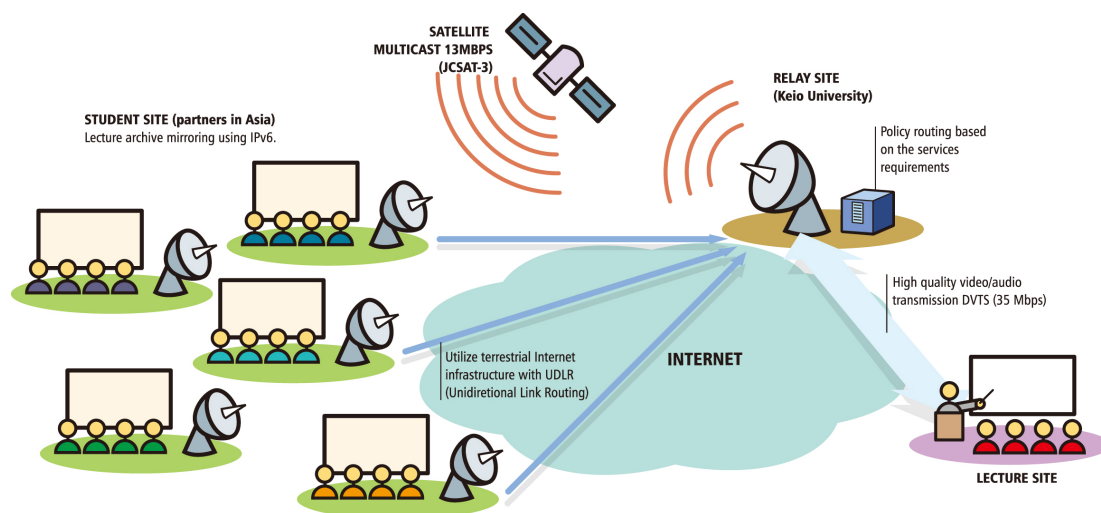 SATELLITE
MULTICAST 13MBPS
(JCSAT-3)
RELAY SITE
(Keio University)
STUDENT SITE (partners in Asia)
Lecture archive mirroring using IPv6.
Policy routing based
on the services
requirements
High quality video/audio
transmission DVTS (35 Mbps)
Utilize terrestrial Internet
infrastructure with UDLR
(Unidiretional Link Routing)
INTERNET
LECTURE SITE